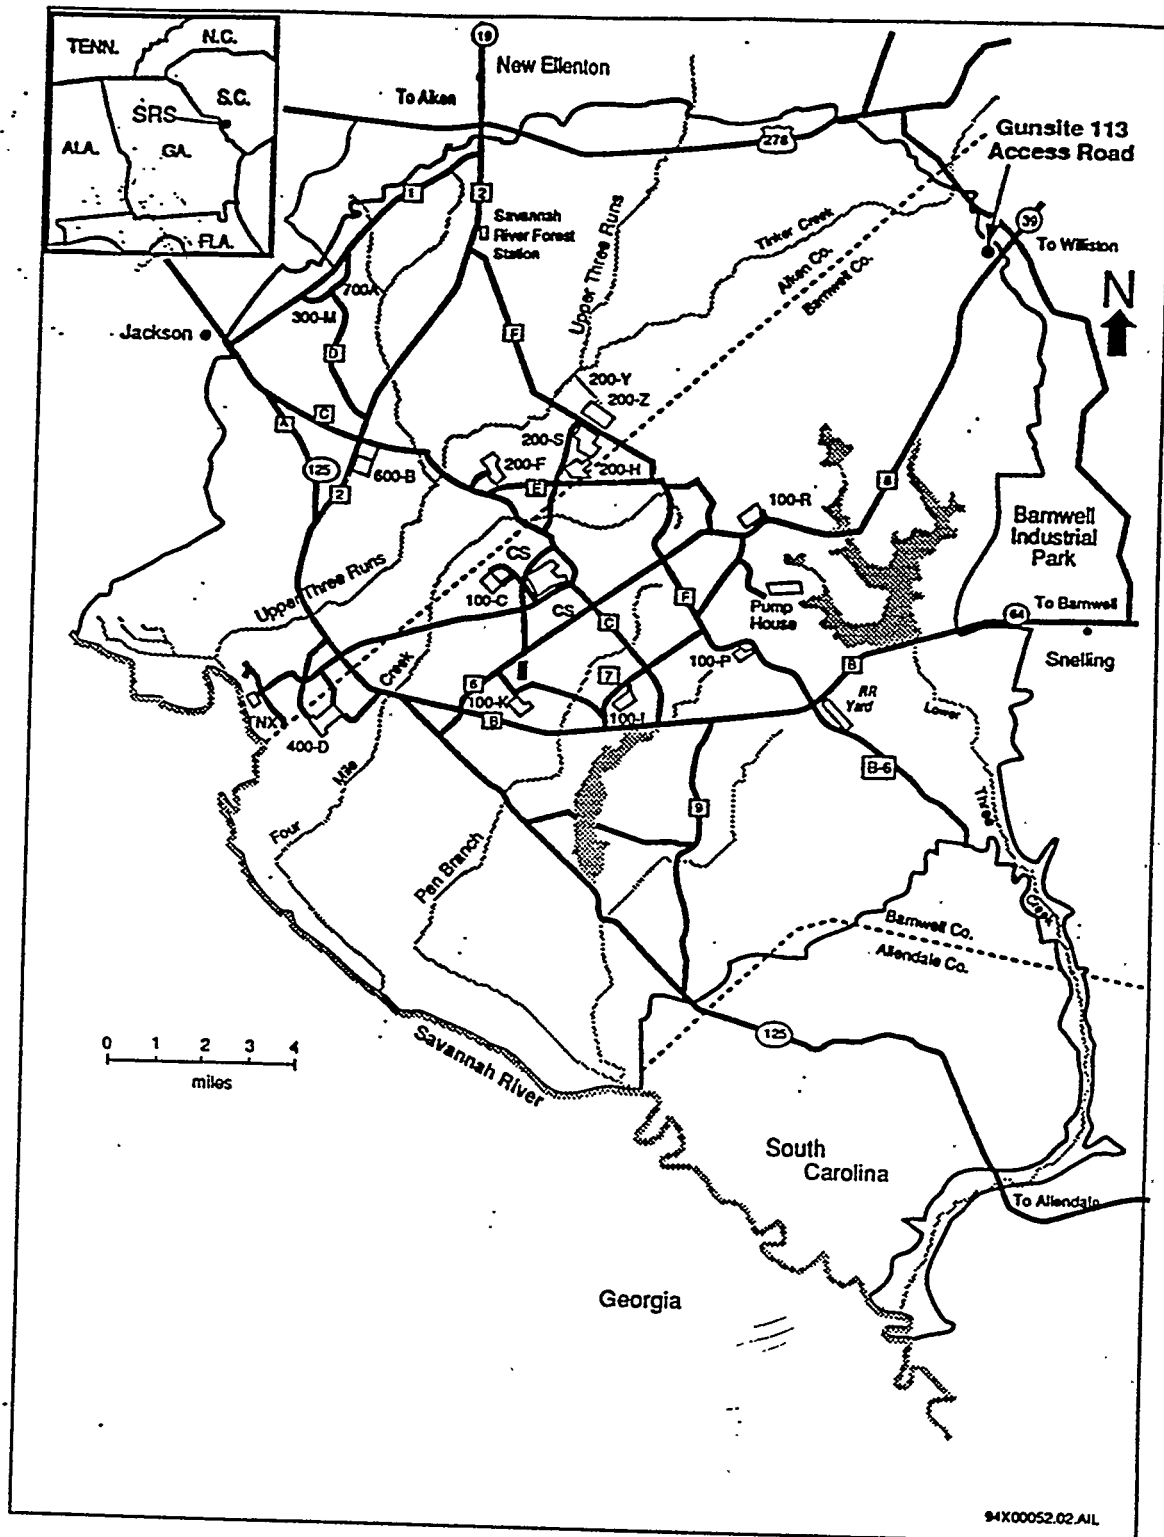 TENN.
N.C.
S.C.
SRS
ALA.
GA.
FLA.
19
New Ellenton
To Aiken
278
Gunsite 113
Access Road
1
2
Savannah
River Forest
Station
39
To Williston
Upper Three Runs
Tinker Creek
Aiken Co.
Barnwell Co.
N
700A
300-M
Jackson
D
F
200-Y
200-Z
C
A
200-S
125
600-B
200-F
200-H
2
E
8
100-R
Barnwell
Industrial
Park
CS
Upper Three Runs
100-C
CS
F
Pump
House
To Barnwell
64
C
Snelling
Creek
100-P
B
6
7
RR
Yard
Lower
TNX
100-K
B
100-L
400-D
B-6
Mile
Three
9
Four
Pen Branch
Creek
Barnwell Co.
Allendale Co.
0 1 2 3 4
miles
Savannah River
125
South
Carolina
To Allendale
Georgia
94X00052.02.AIL